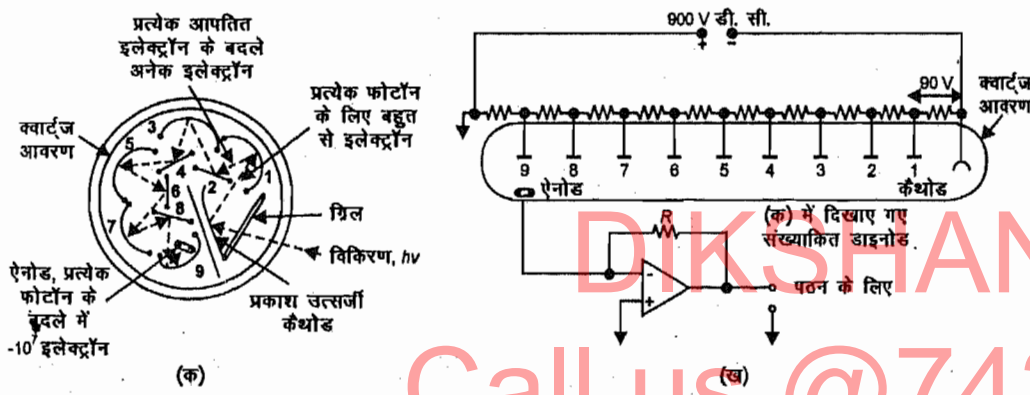 प्रत्येक आपतित
इलेक्ट्रॉन के बदले
अनेक इलेक्ट्रॉन
प्रत्येक फोटॉन
के लिए बहुत
से इलेक्ट्रॉन
क्वार्ट्ज
आवरण
3
5
4
2
1
6
8
7
9
ग्रिल
विकिरण, hν
प्रकाश उत्सर्जी
कैथोड
ऐनोड, प्रत्येक
फोटॉन के
बदले में
-10⁷ इलेक्ट्रॉन
(क)
900 V डी. सी.
+ –
90 V
क्वार्ट्ज
आवरण
9 8 7 6 5 4 3 2 1
ऐनोड
कैथोड
(क) में दिखाए गए
संख्यांकित डाइनोड
R
–
+
पठन के लिए
(ख)
DIKSHAN
Call us @742